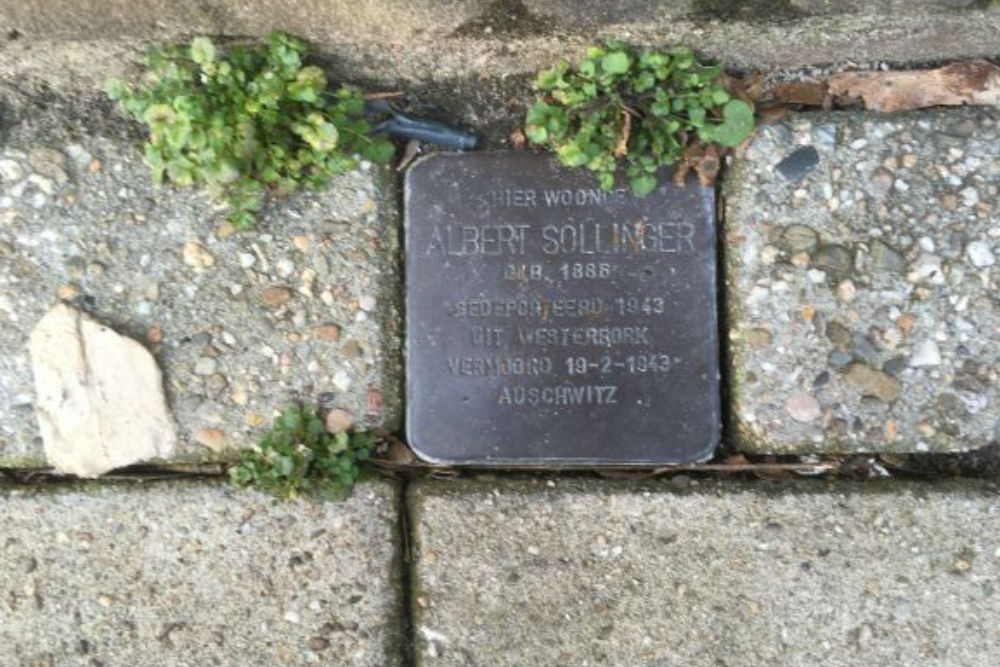 HIER WOONDE
ALBERT SOLLINGER
GEB. 1886
GEDEPORTEERD 1943
UIT WESTERBORK
VERMOORD 19-2-1943
AUSCHWITZ